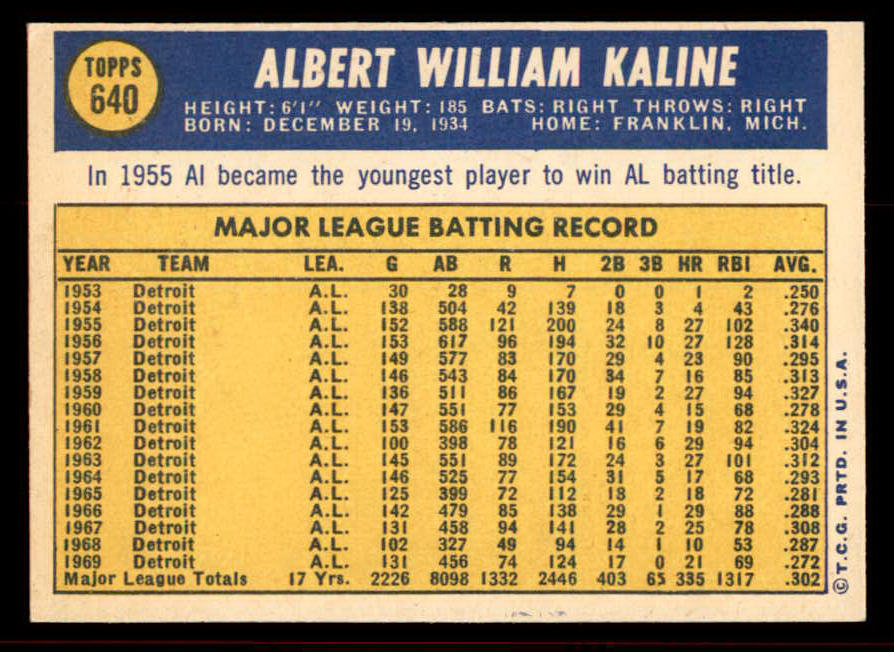 TOPPS
640
ALBERT WILLIAM KALINE
HEIGHT: 6'1" WEIGHT: 185 BATS: RIGHT THROWS: RIGHT
BORN: DECEMBER 19, 1934 HOME: FRANKLIN, MICH.
In 1955 Al became the youngest player to win AL batting title.
MAJOR LEAGUE BATTING RECORD
YEAR TEAM LEA. G AB R H 2B 3B HR RBI AVG.
1953 Detroit A.L. 30 28 9 7 0 0 1 2 .250
1954 Detroit A.L. 138 504 42 139 18 3 4 43 .276
1955 Detroit A.L. 152 588 121 200 24 8 27 102 .340
1956 Detroit A.L. 153 617 96 194 32 10 27 128 .314
1957 Detroit A.L. 149 577 83 170 29 4 23 90 .295
1958 Detroit A.L. 146 543 84 170 34 7 16 85 .313
1959 Detroit A.L. 136 511 86 167 19 2 27 94 .327
1960 Detroit A.L. 147 551 77 153 29 4 15 68 .278
1961 Detroit A.L. 153 586 116 190 41 7 19 82 .324
1962 Detroit A.L. 100 398 78 121 16 6 29 94 .304
1963 Detroit A.L. 145 551 89 172 24 3 27 101 .312
1964 Detroit A.L. 146 525 77 154 31 5 17 68 .293
1965 Detroit A.L. 125 399 72 112 18 2 18 72 .281
1966 Detroit A.L. 142 479 85 138 29 1 29 88 .288
1967 Detroit A.L. 131 458 94 141 28 2 25 78 .308
1968 Detroit A.L. 102 327 49 94 14 1 10 53 .287
1969 Detroit A.L. 131 456 74 124 17 0 21 69 .272
Major League Totals 17 Yrs. 2226 8098 1332 2446 403 65 335 1317 .302
© T.C.G. PRTD. IN U.S.A.